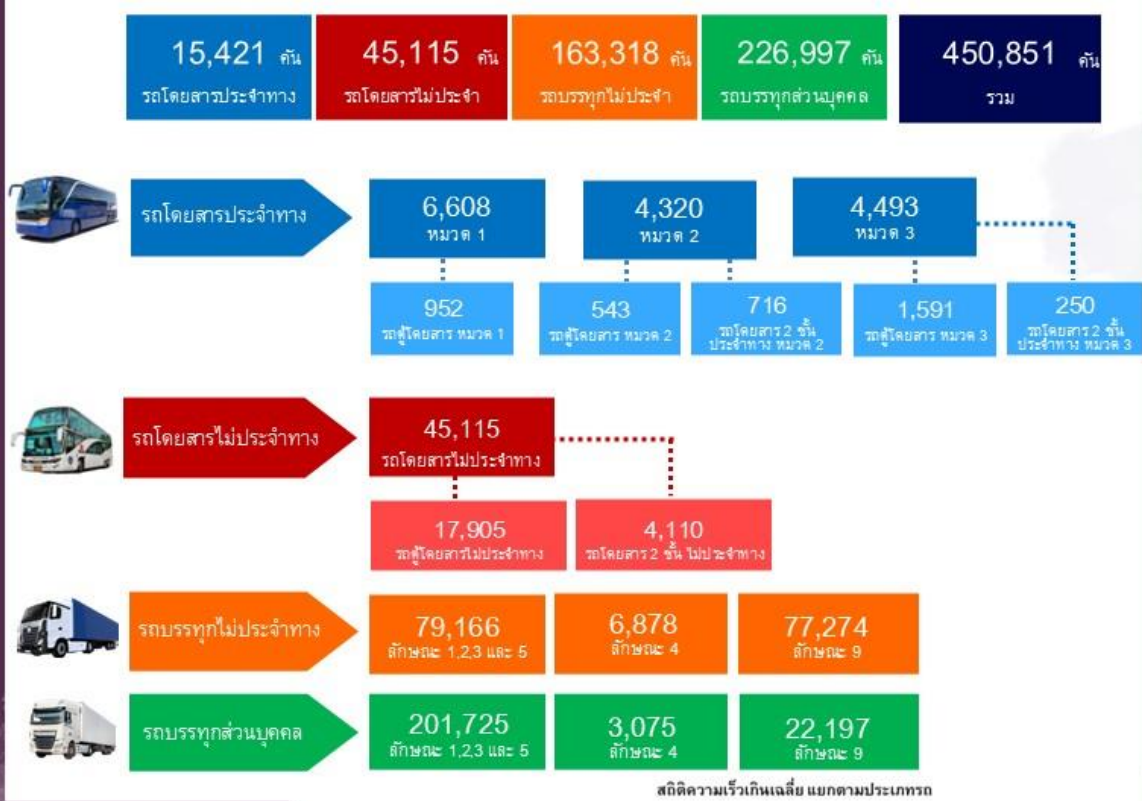 15,421 คัน
รถโดยสารประจำทาง
45,115 คัน
รถโดยสารไม่ประจำ
163,318 คัน
รถบรรทุกไม่ประจำ
226,997 คัน
รถบรรทุกส่วนบุคคล
450,851 คัน
รวม
รถโดยสารประจำทาง
6,608
หมวด 1
4,320
หมวด 2
4,493
หมวด 3
952
รถตู้โดยสาร หมวด 1
543
รถตู้โดยสาร หมวด 2
716
รถโดยสาร 2 ชั้น
ประจำทาง หมวด 2
1,591
รถตู้โดยสาร หมวด 3
250
รถโดยสาร 2 ชั้น
ประจำทาง หมวด 3
รถโดยสารไม่ประจำทาง
45,115
รถโดยสารไม่ประจำทาง
17,905
รถตู้โดยสารไม่ประจำทาง
4,110
รถโดยสาร 2 ชั้น ไม่ประจำทาง
รถบรรทุกไม่ประจำทาง
79,166
ลักษณะ 1,2,3 และ 5
6,878
ลักษณะ 4
77,274
ลักษณะ 9
รถบรรทุกส่วนบุคคล
201,725
ลักษณะ 1,2,3 และ 5
3,075
ลักษณะ 4
22,197
ลักษณะ 9
สถิติความเร็วเกินเฉลี่ย แยกตามประเภทรถ